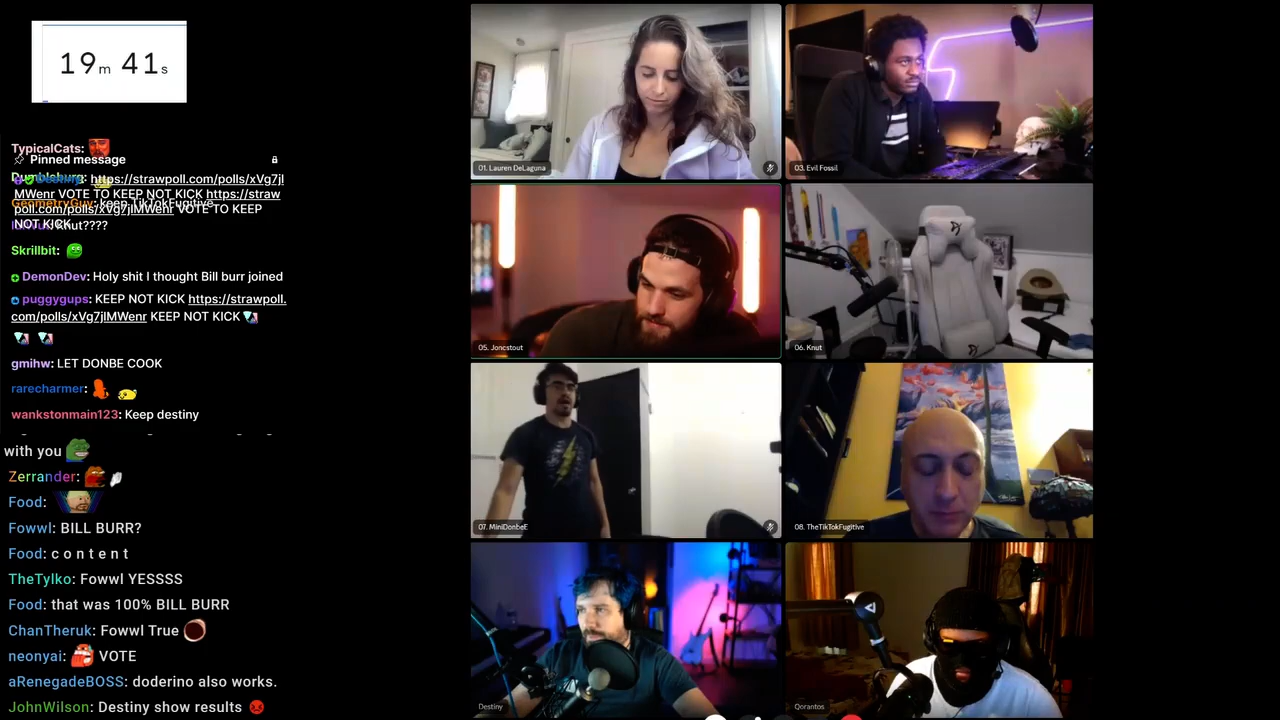 19m 41s
TypicalCats:
Pinned message
https://strawpoll.com/polls/xVg7jl
MWenr VOTE TO KEEP NOT KICK https://straw
poll.com/polls/xVg7jlMWenr VOTE TO KEEP
NOT KICK
Knut????
Skrillbit:
DemonDev: Holy shit I thought Bill burr joined
puggygups: KEEP NOT KICK https://strawpoll.
com/polls/xVg7jlMWenr KEEP NOT KICK
gmihw: LET DONBE COOK
rarecharmer:
wankstonmain123: Keep destiny
with you
Zerrander:
Food:
Fowwl: BILL BURR?
Food: c o n t e n t
TheTylko: Fowwl YESSSS
Food: that was 100% BILL BURR
ChanTheruk: Fowwl True
neonyai: VOTE
aRenegadeBOSS: doderino also works.
JohnWilson: Destiny show results
01. Lauren DeLaguna
03. Evil Fossil
05. Joncstout
06. Knut
07. MiniDonbeE
08. TheTikTokFugitive
Destiny
Qorantos